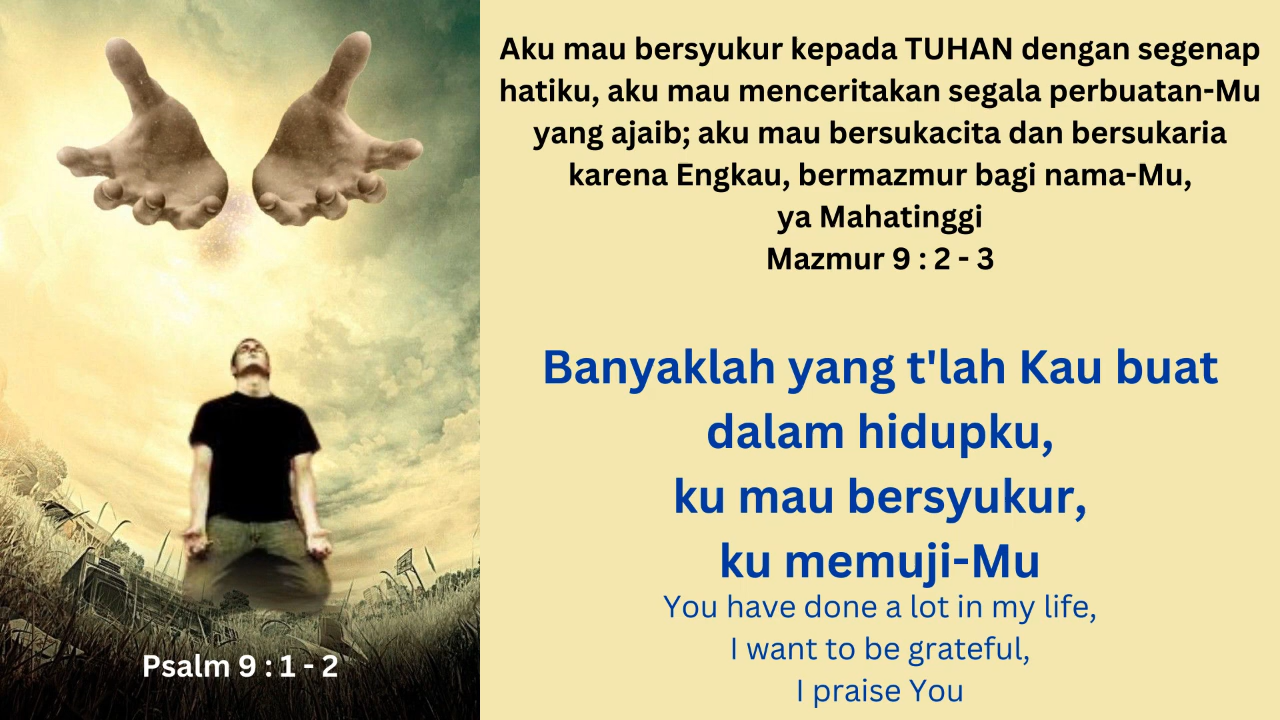 Aku mau bersyukur kepada TUHAN dengan segenap
hatiku, aku mau menceritakan segala perbuatan-Mu
yang ajaib; aku mau bersukacita dan bersukaria
karena Engkau, bermazmur bagi nama-Mu,
ya Mahatinggi
Mazmur 9 : 2 - 3
Banyaklah yang t'lah Kau buat
dalam hidupku,
ku mau bersyukur,
ku memuji-Mu
You have done a lot in my life,
I want to be grateful,
I praise You
Psalm 9 : 1 - 2